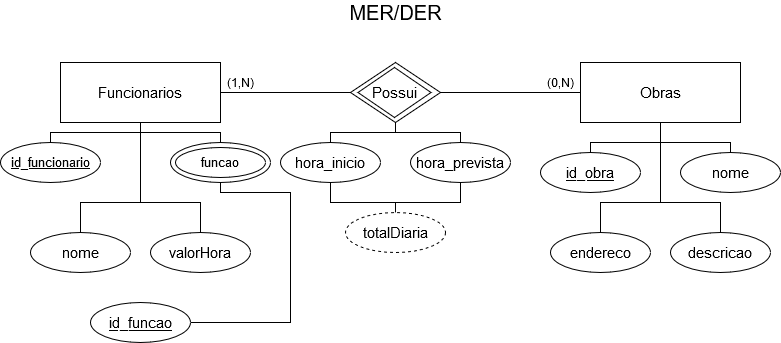 MER/DER
Funcionarios
(1,N)
Possui
(0,N)
Obras
id_funcionario
funcao
hora_inicio
hora_prevista
id_obra
nome
nome
valorHora
totalDiaria
endereco
descricao
id_funcao